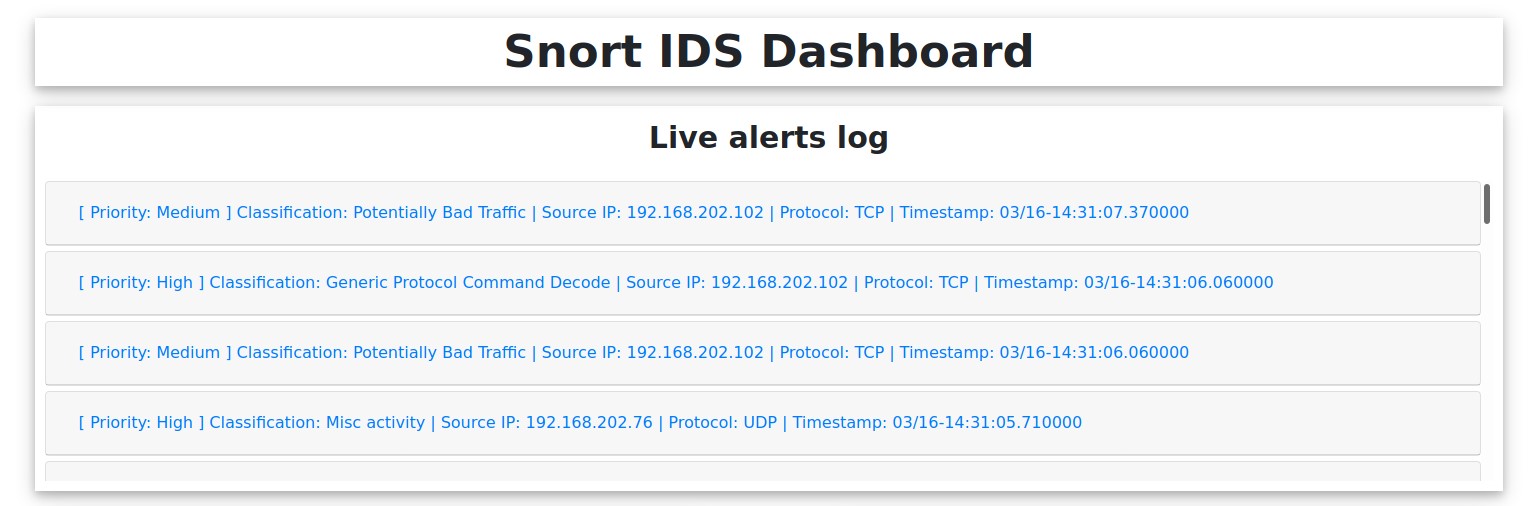 Snort IDS Dashboard
Live alerts log
[ Priority: Medium ] Classification: Potentially Bad Traffic | Source IP: 192.168.202.102 | Protocol: TCP | Timestamp: 03/16-14:31:07.370000
[ Priority: High ] Classification: Generic Protocol Command Decode | Source IP: 192.168.202.102 | Protocol: TCP | Timestamp: 03/16-14:31:06.060000
[ Priority: Medium ] Classification: Potentially Bad Traffic | Source IP: 192.168.202.102 | Protocol: TCP | Timestamp: 03/16-14:31:06.060000
[ Priority: High ] Classification: Misc activity | Source IP: 192.168.202.76 | Protocol: UDP | Timestamp: 03/16-14:31:05.710000